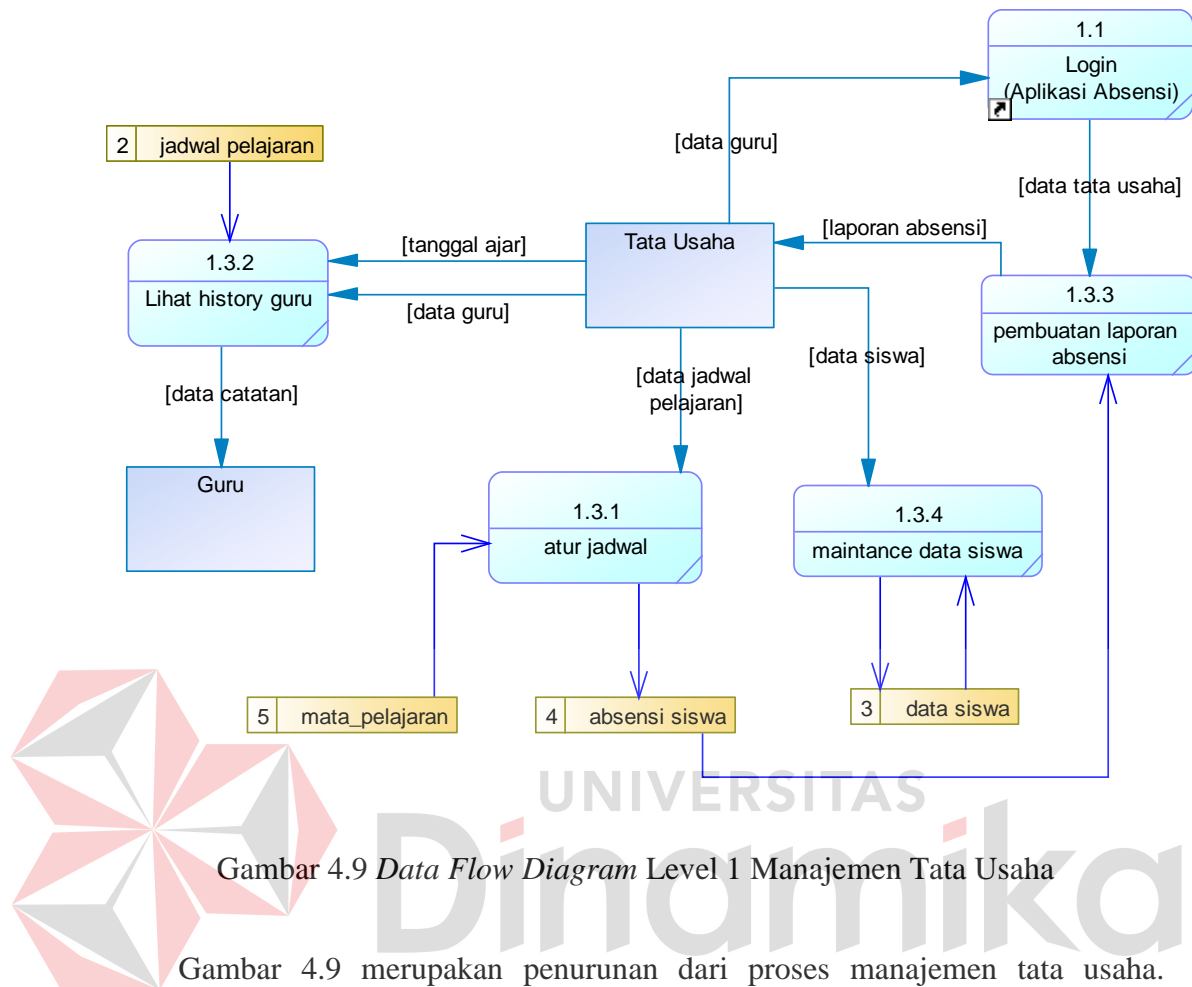 1.1
Login
(Aplikasi Absensi)
[data guru]
2 jadwal pelajaran
[data tata usaha]
[laporan absensi]
Tata Usaha
[tanggal ajar]
1.3.2
Lihat history guru
[data guru]
1.3.3
pembuatan laporan
absensi
[data siswa]
[data jadwal
pelajaran]
[data catatan]
Guru
1.3.1
atur jadwal
1.3.4
maintance data siswa
5 mata_pelajaran
4 absensi siswa
3 data siswa
UNIVERSITAS
Dinamika
Gambar 4.9 Data Flow Diagram Level 1 Manajemen Tata Usaha
Gambar 4.9 merupakan penurunan dari proses manajemen tata usaha.